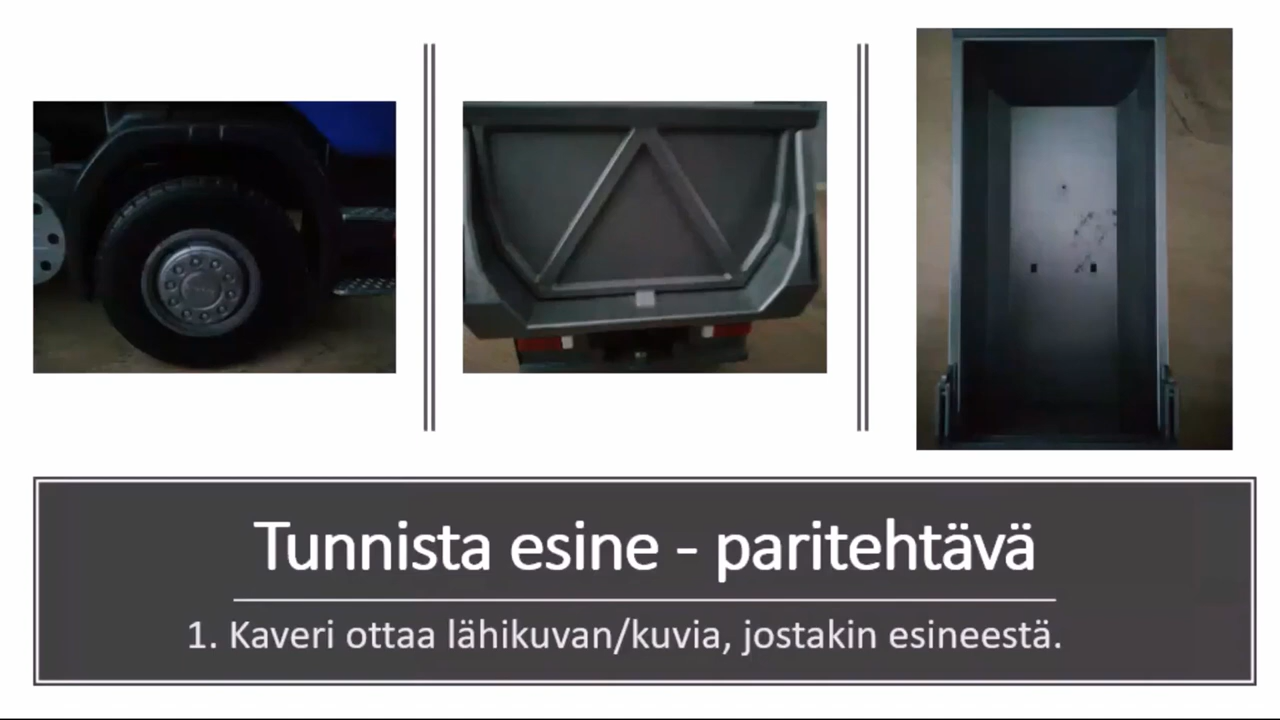 Tunnista esine - paritehtävä
1. Kaveri ottaa lähikuvan/kuvia, jostakin esineestä.